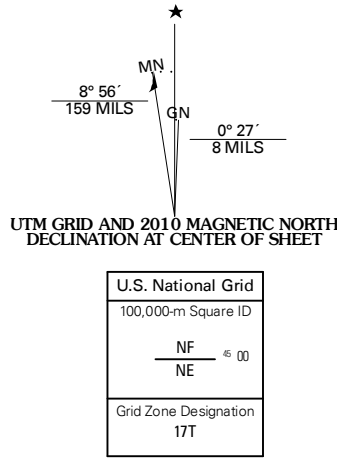 ★
MN
8° 56´
159 MILS
GN
0° 27´
8 MILS
UTM GRID AND 2010 MAGNETIC NORTH
DECLINATION AT CENTER OF SHEET
U.S. National Grid
100,000-m Square ID
NF
45 00
NE
Grid Zone Designation
17T